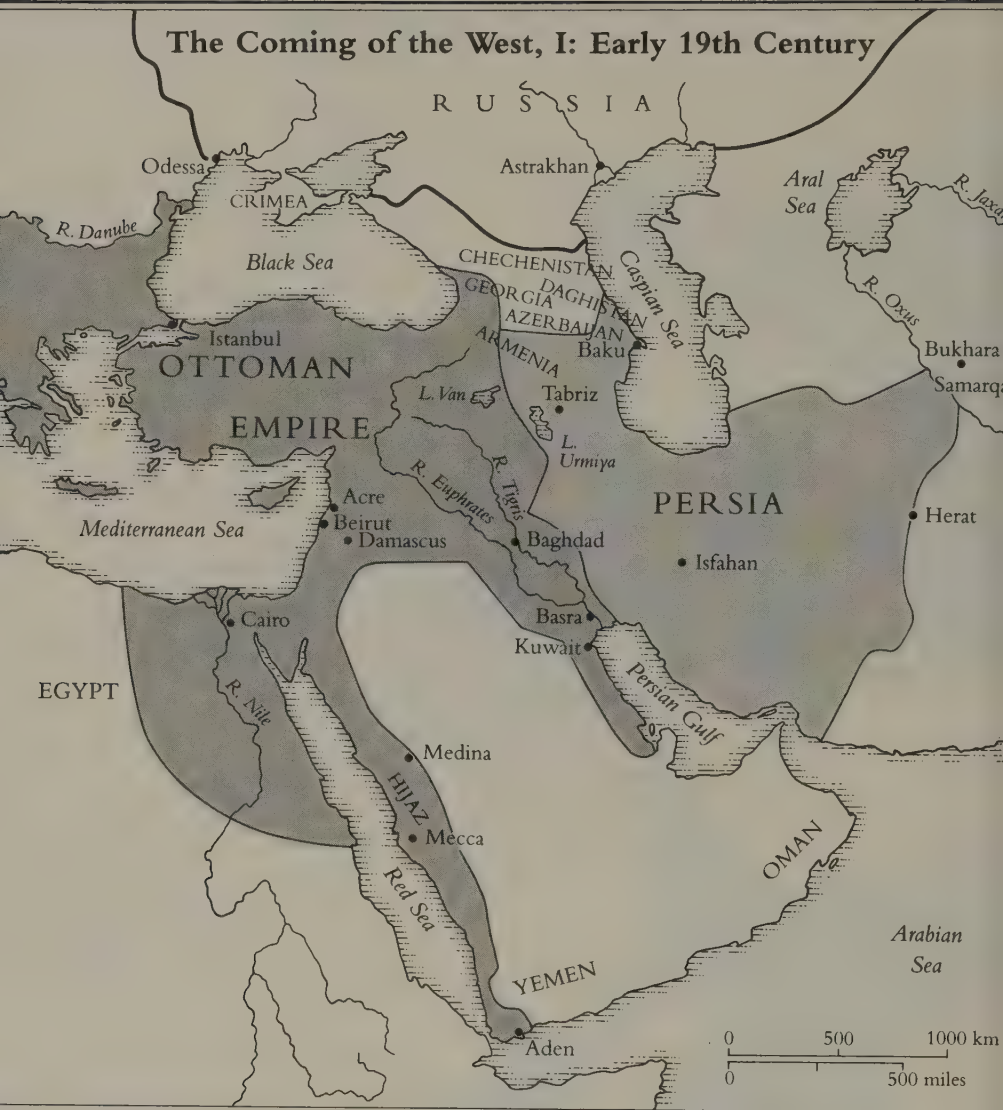 The Coming of the West, I: Early 19th Century
RUSSIA
Odessa
Astrakhan
Aral
Sea
CRIMEA
R. Danube
Black Sea
CHECHENISTAN
Caspian Sea
GEORGIA
DAGHISTAN
AZERBAIJAN
R. Oxus
Istanbul
ARMENIA
Baku
Bukhara
OTTOMAN
EMPIRE
L. Van
Tabriz
L.
Urmiya
R. Tigris
R. Euphrates
Acre
PERSIA
Mediterranean Sea
Beirut
Damascus
Baghdad
Herat
Isfahan
Cairo
Basra
Kuwait
EGYPT
R. Nile
Persian Gulf
Medina
HIJAZ
Mecca
OMAN
Red Sea
Arabian
Sea
YEMEN
Aden
0 500 1000 km
0 500 miles